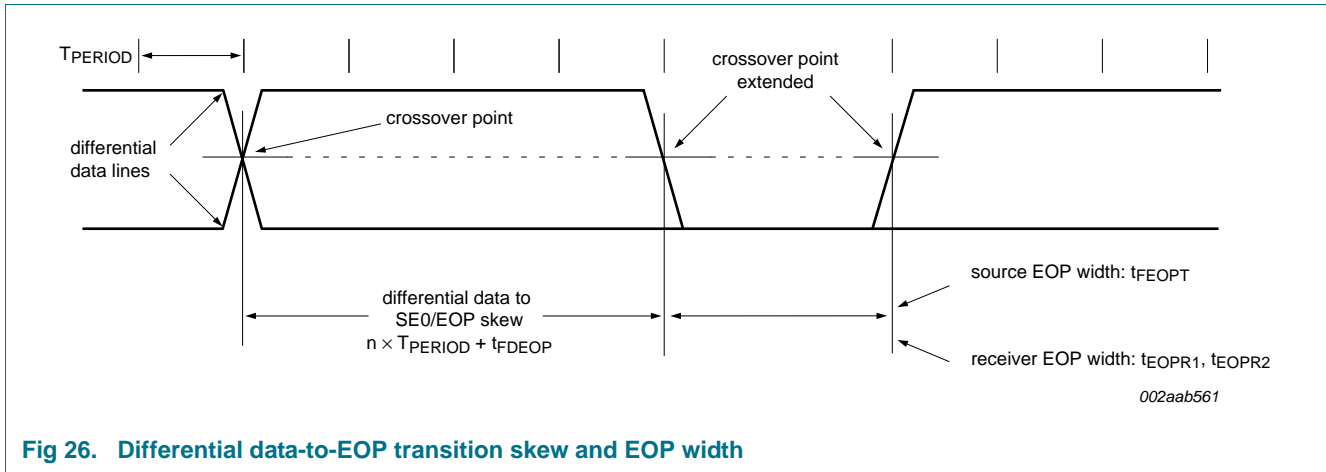 TPERIOD
crossover point
extended
crossover point
differential
data lines
source EOP width: tFEOPT
differential data to
SE0/EOP skew
n × TPERIOD + tFDEOP
receiver EOP width: tEOPR1, tEOPR2
002aab561
Fig 26. Differential data-to-EOP transition skew and EOP width